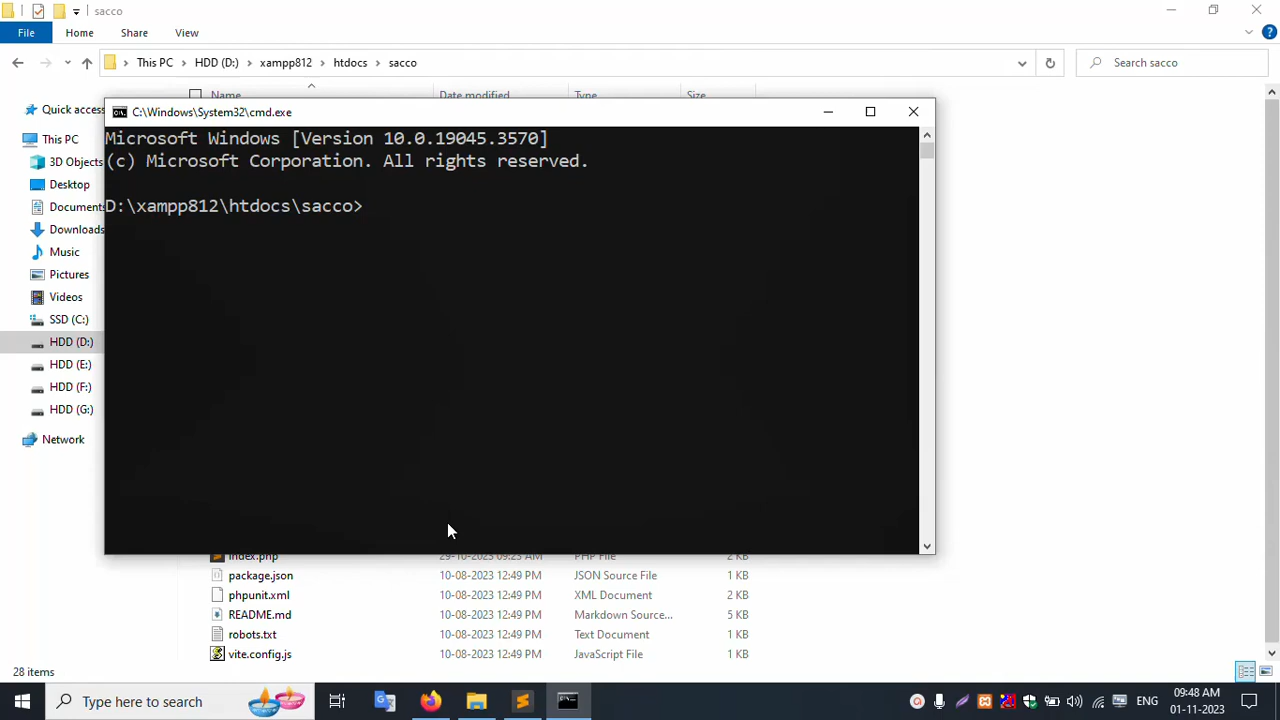 sacco
File Home Share View
This PC HDD (D:) xampp812 htdocs sacco Search sacco
Name Date modified Type Size
Quick access
This PC
3D Objects
Desktop
Documents
Downloads
Music
Pictures
Videos
SSD (C:)
HDD (D:)
HDD (E:)
HDD (F:)
HDD (G:)
Network
C:\Windows\System32\cmd.exe
Microsoft Windows [Version 10.0.19045.3570]
(c) Microsoft Corporation. All rights reserved.
D:\xampp812\htdocs\sacco>
index.php 29-10-2023 09:23 AM PHP File 2 KB
package.json 10-08-2023 12:49 PM JSON Source File 1 KB
phpunit.xml 10-08-2023 12:49 PM XML Document 2 KB
README.md 10-08-2023 12:49 PM Markdown Source... 5 KB
robots.txt 10-08-2023 12:49 PM Text Document 1 KB
vite.config.js 10-08-2023 12:49 PM JavaScript File 1 KB
28 items
Type here to search
ENG
09:48 AM
01-11-2023